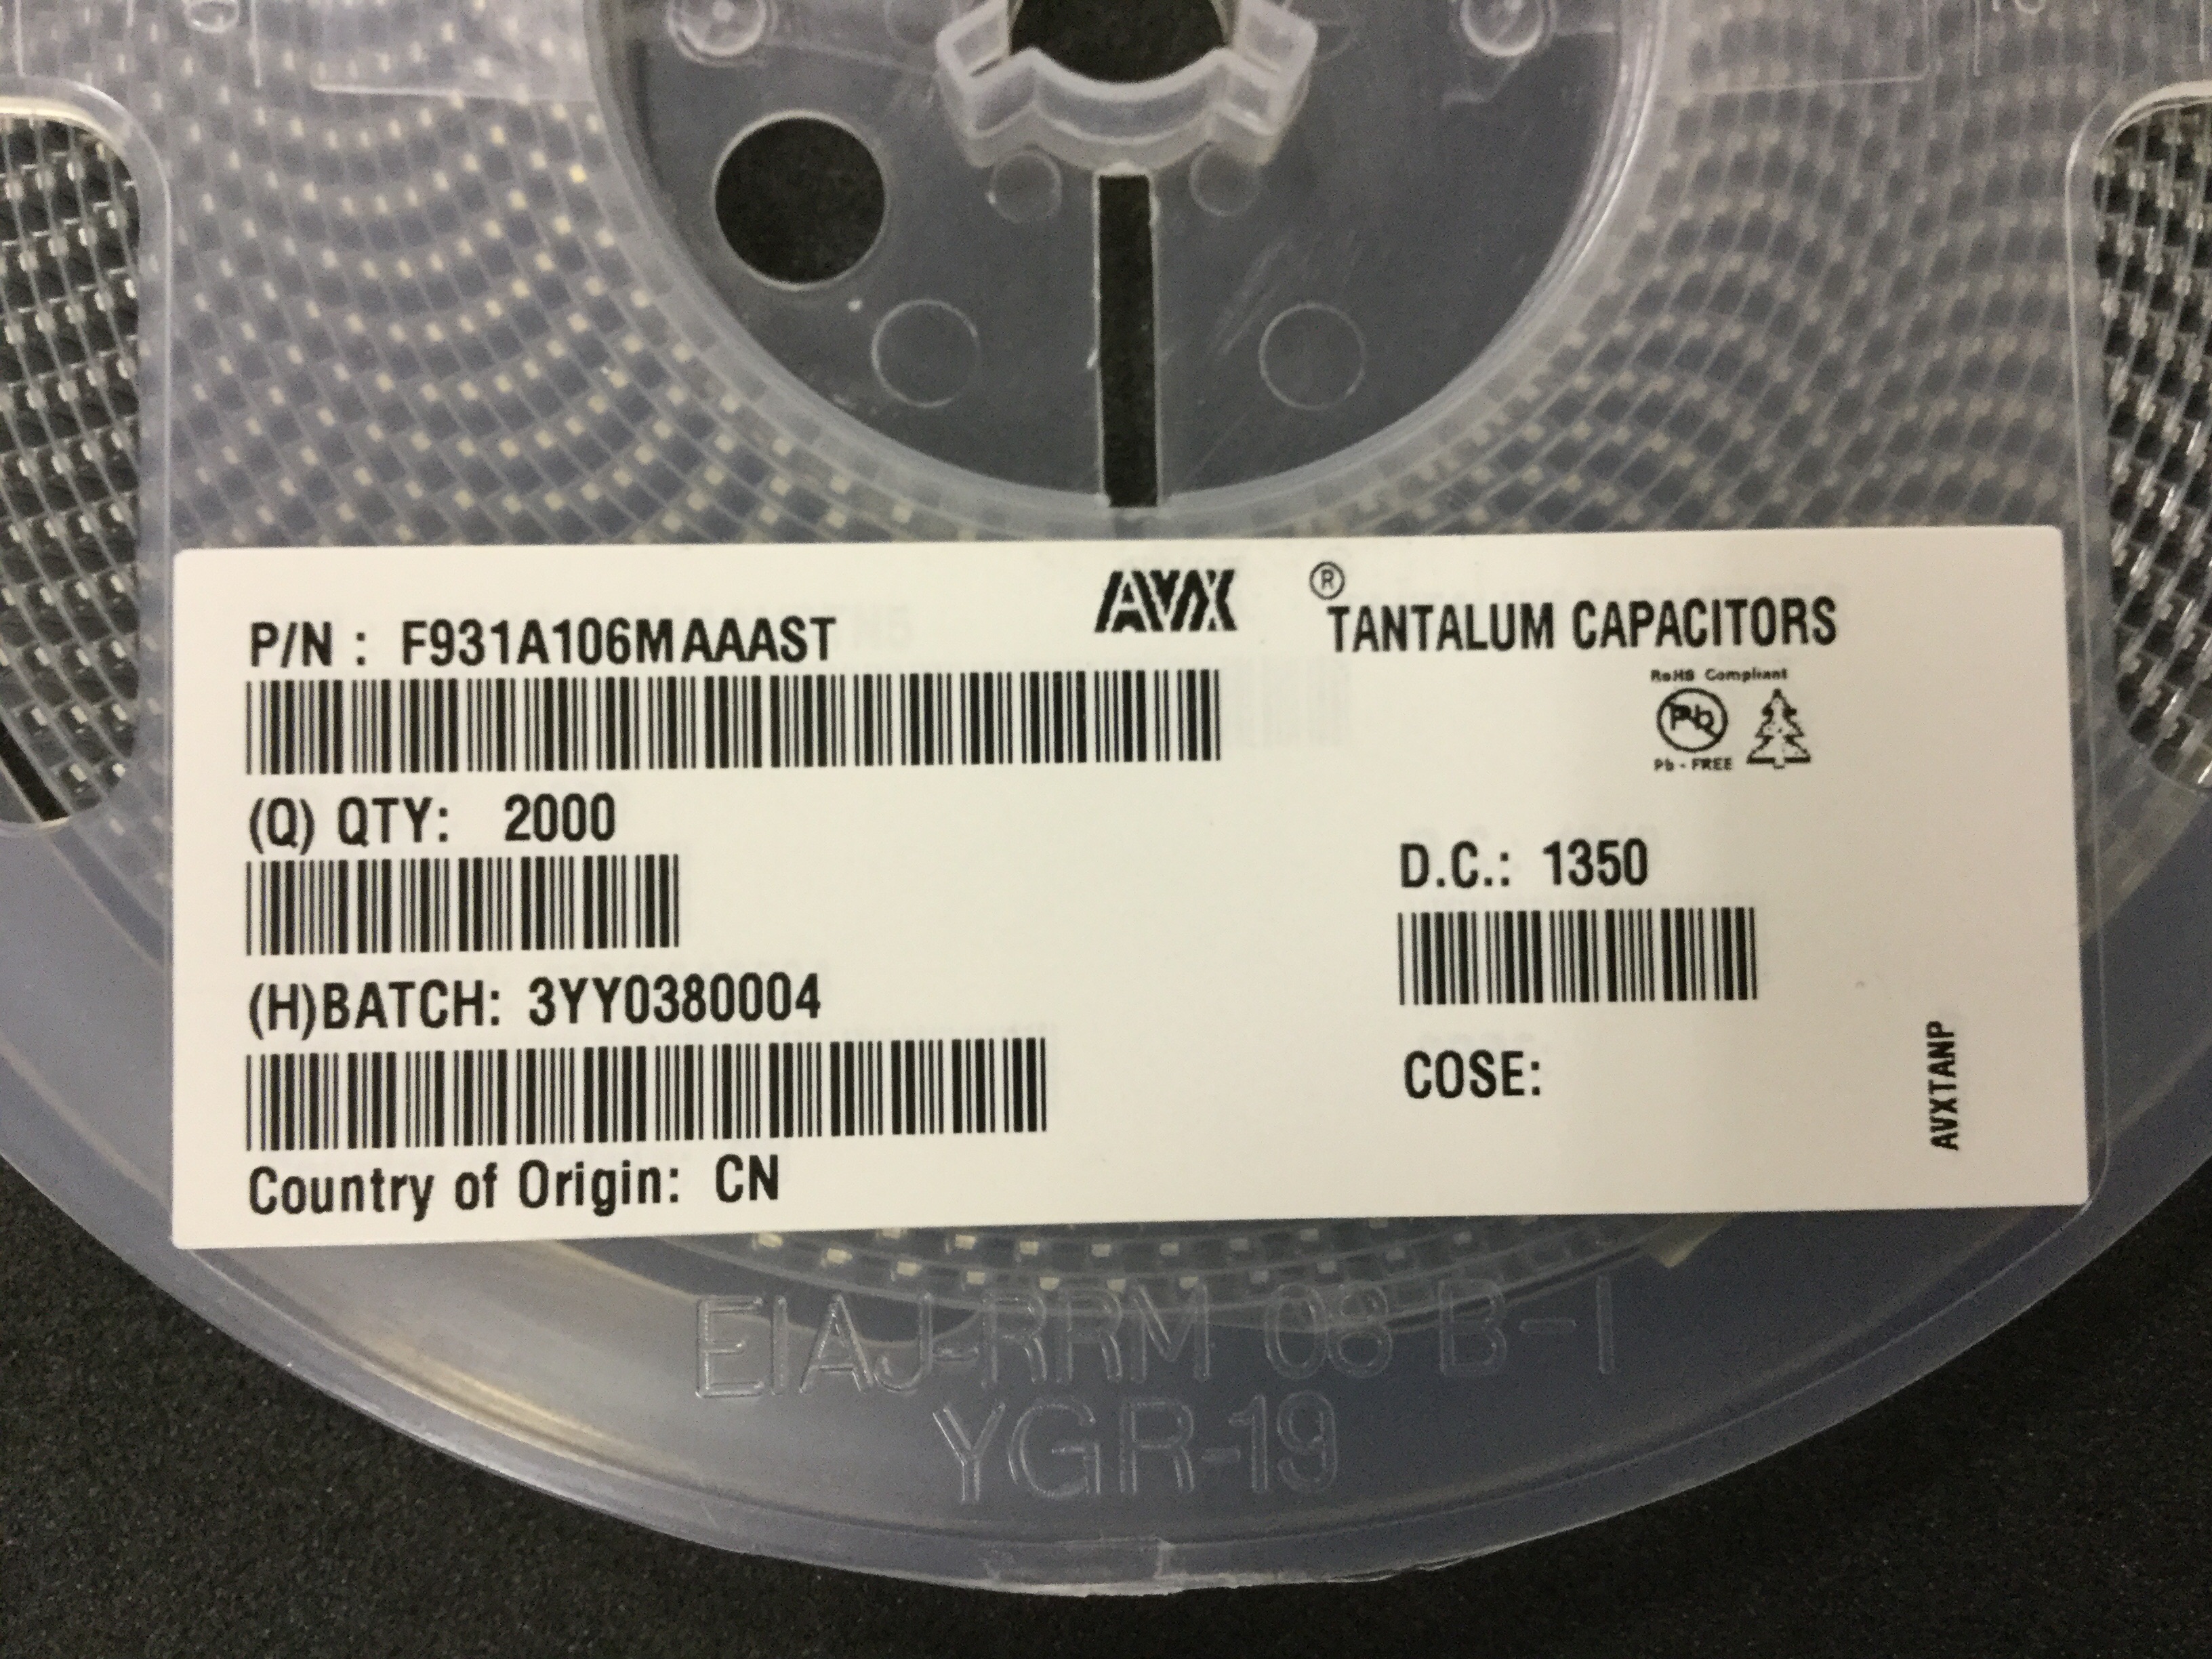 AVX ® TANTALUM CAPACITORS
P/N : F931A106MAAAST
RoHS Compliant
Pb
Pb - FREE
(Q) QTY: 2000
D.C.: 1350
(H)BATCH: 3YY0380004
COSE:
AVXTANP
Country of Origin: CN
EIAJ-RRM 08 B-1
YGR-19